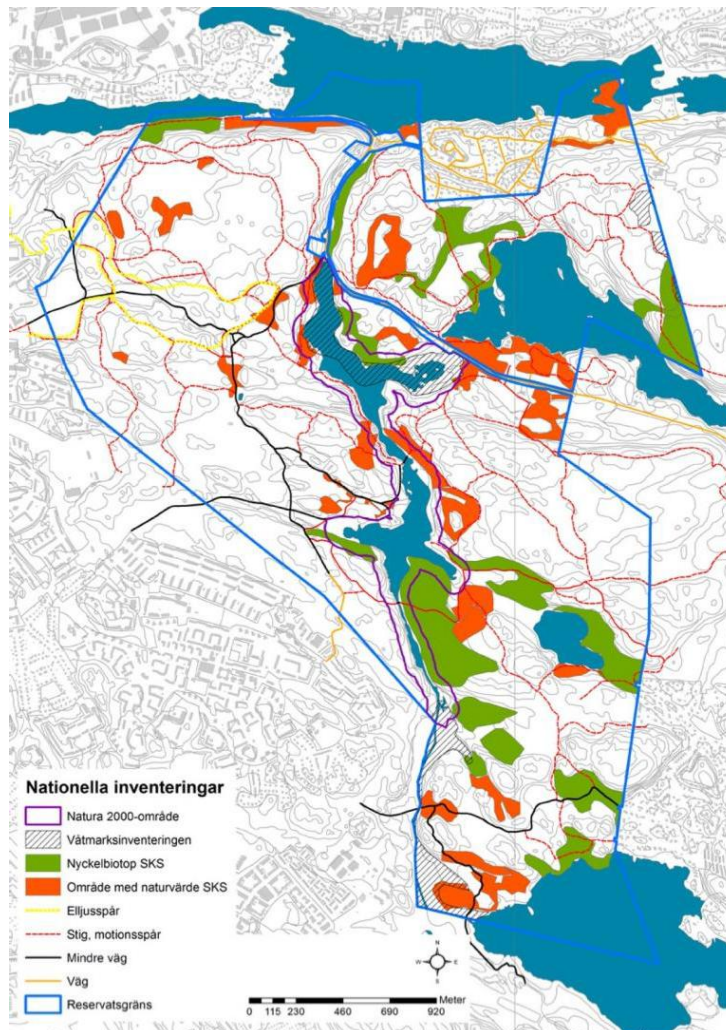 Nationella inventeringar
Natura 2000-område
Våtmarksinventeringen
Nyckelbiotop SKS
Område med naturvärde SKS
Elljusspår
Stig, motionsspår
Mindre väg
Väg
Reservatsgräns
N
W E
S
Meter
0 115 230 460 690 920